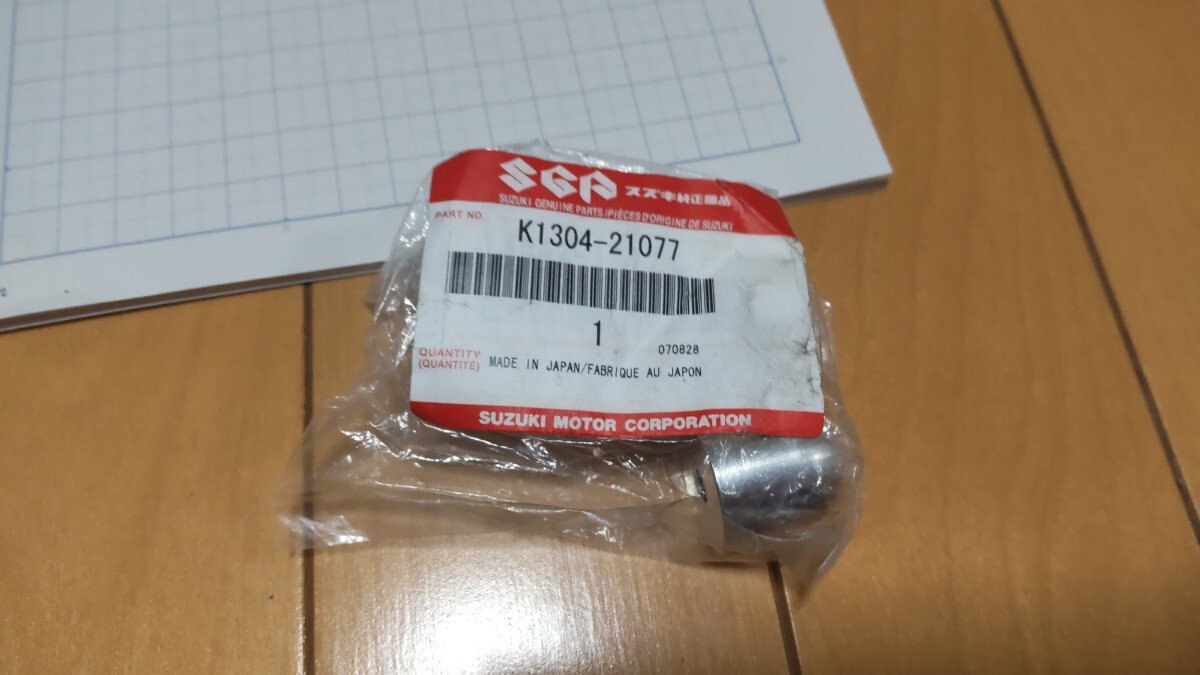 SGP スズキ純正部品
SUZUKI GENUINE PARTS/PIÈCES D'ORIGINE DE SUZUKI
PART NO.
K1304-21077
1
070828
QUANTITY
(QUANTITÉ)
MADE IN JAPAN/FABRIQUE AU JAPON
SUZUKI MOTOR CORPORATION